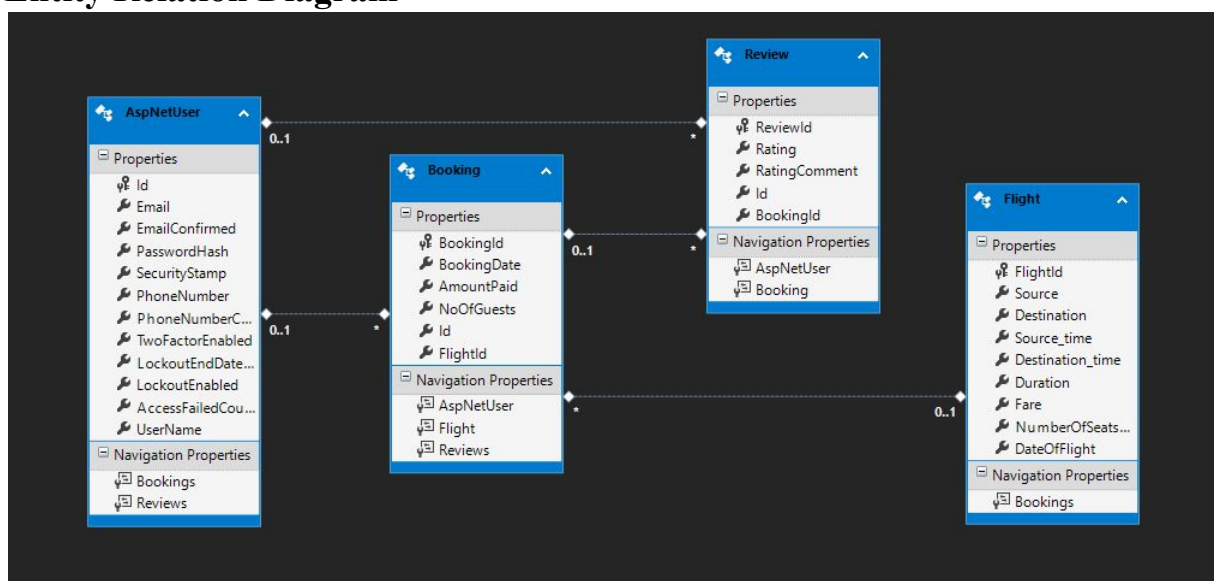 Entity Relation Diagram
AspNetUser
Properties
Id
Email
EmailConfirmed
PasswordHash
SecurityStamp
PhoneNumber
PhoneNumberC...
TwoFactorEnabled
LockoutEndDate...
LockoutEnabled
AccessFailedCou...
UserName
Navigation Properties
Bookings
Reviews
0..1
*
0..1
*
Booking
Properties
BookingId
BookingDate
AmountPaid
NoOfGuests
Id
FlightId
Navigation Properties
AspNetUser
Flight
Reviews
0..1
*
*
0..1
Review
Properties
ReviewId
Rating
RatingComment
Id
BookingId
Navigation Properties
AspNetUser
Booking
Flight
Properties
FlightId
Source
Destination
Source_time
Destination_time
Duration
Fare
NumberOfSeats...
DateOfFlight
Navigation Properties
Bookings